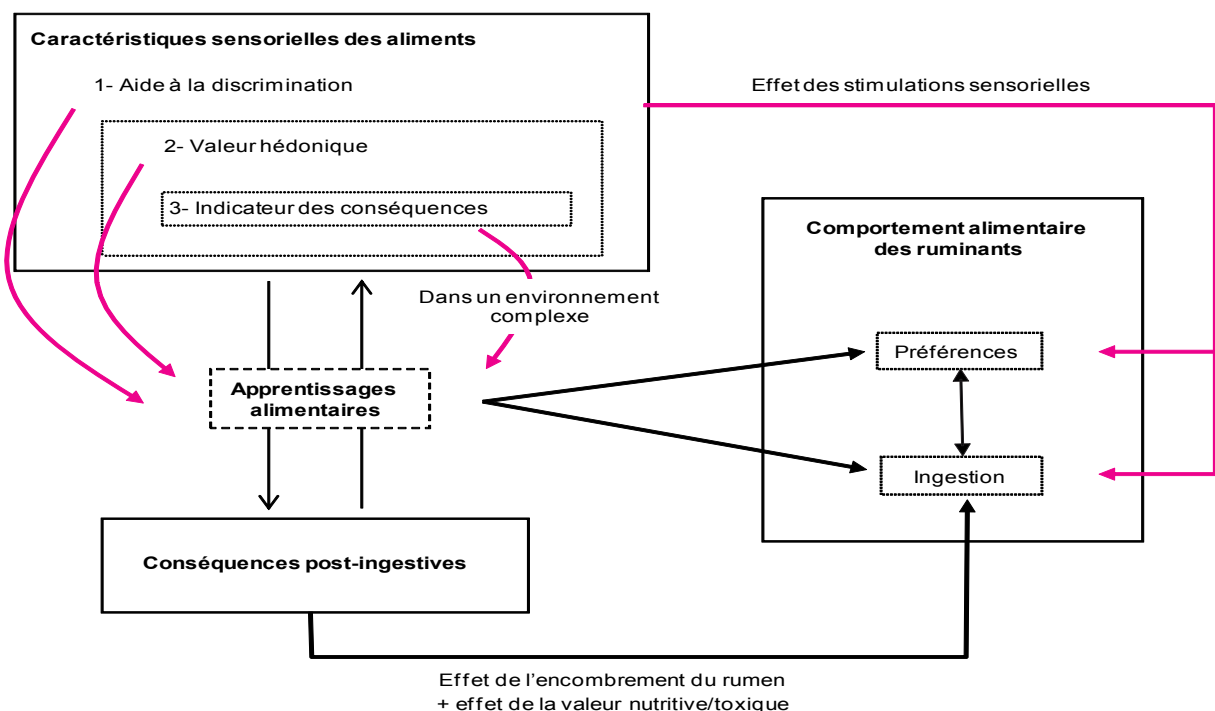 Caractéristiques sensorielles des aliments
1- Aide à la discrimination
Effet des stimulations sensorielles
2- Valeur hédonique
3- Indicateur des conséquences
Comportement alimentaire
des ruminants
Dans un environnement
complexe
Préférences
Apprentissages
alimentaires
Ingestion
Conséquences post-ingestives
Effet de l'encombrement du rumen
+ effet de la valeur nutritive/toxique